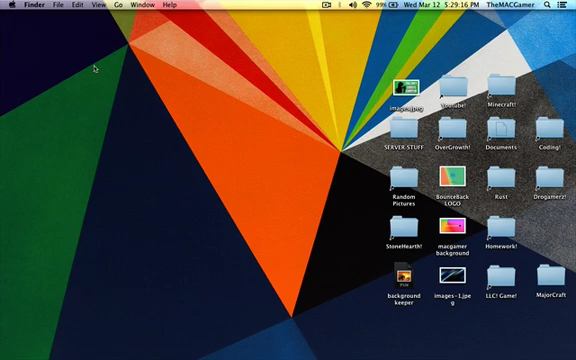 Finder File Edit View Go Window Help 99% Wed Mar 12 5:29:16 PM TheMACGamer
Youtube! Minecraft!
SERVER STUFF OverGrowth! Documents Coding!
Random Pictures BounceBack LOGO Rust Drogamerz!
StoneHearth! macgamer background Homework!
background keeper images-1.jpeg LLC! Game! MajorCraft